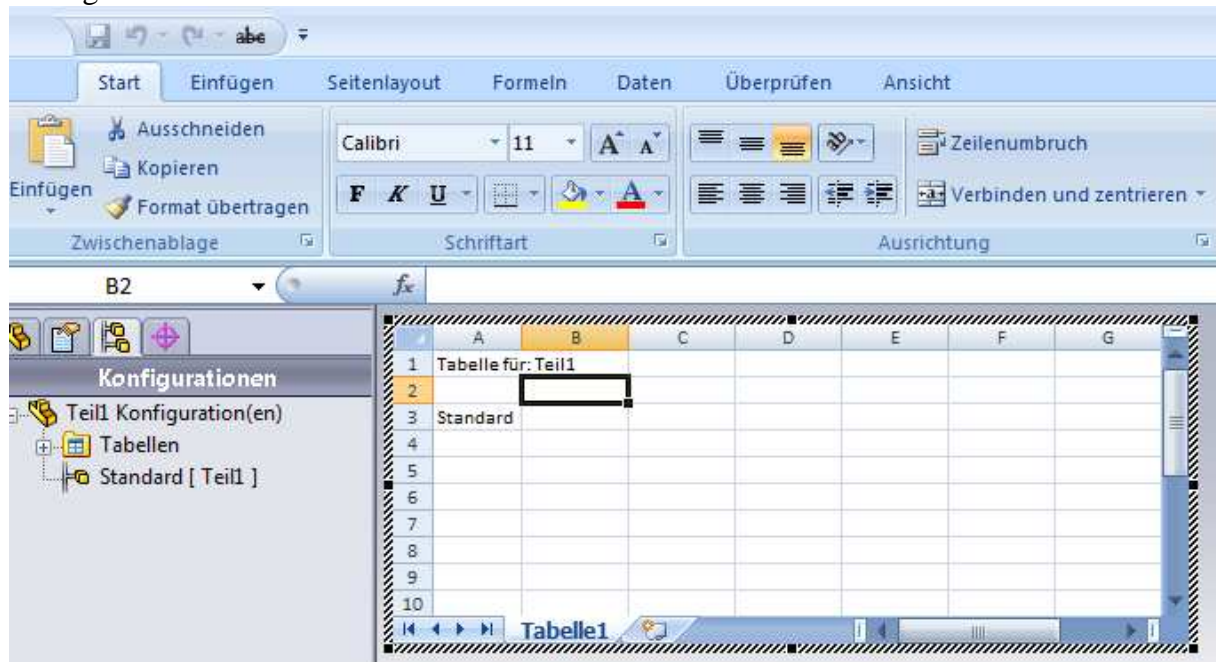 abc
Start Einfügen Seitenlayout Formeln Daten Überprüfen Ansicht
Ausschneiden
Kopieren
Einfügen
Format übertragen
Zwischenablage
Calibri 11 A A
F K U A
Schriftart
Zeilenumbruch
Verbinden und zentrieren
Ausrichtung
B2 fx
Konfigurationen
Teil1 Konfiguration(en)
Tabellen
Standard [ Teil1 ]
A B C D E F G
1 Tabelle für: Teil1
2
3 Standard
4
5
6
7
8
9
10
Tabelle1